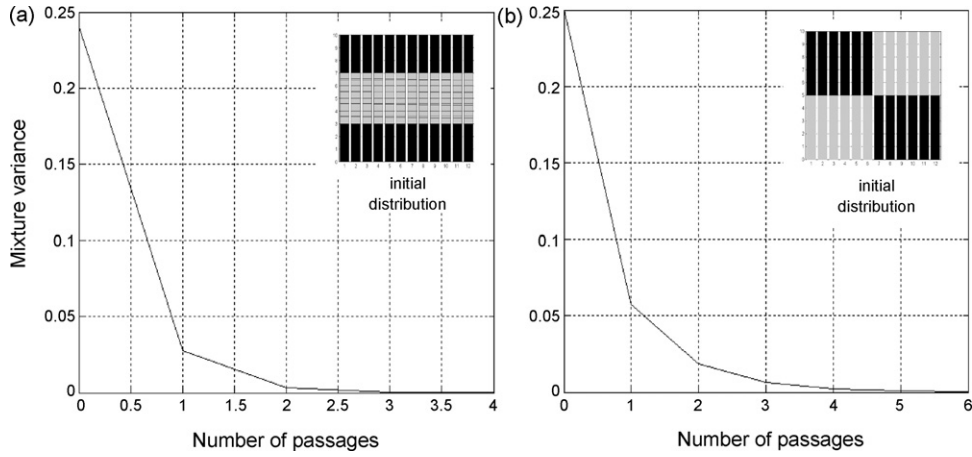 (a)
0.25
0.2
0.15
0.1
0.05
0
Mixture variance
0 0.5 1 1.5 2 2.5 3 3.5 4
Number of passages
initial
distribution
(b)
0.25
0.2
0.15
0.1
0.05
0
0 1 2 3 4 5 6
Number of passages
initial
distribution